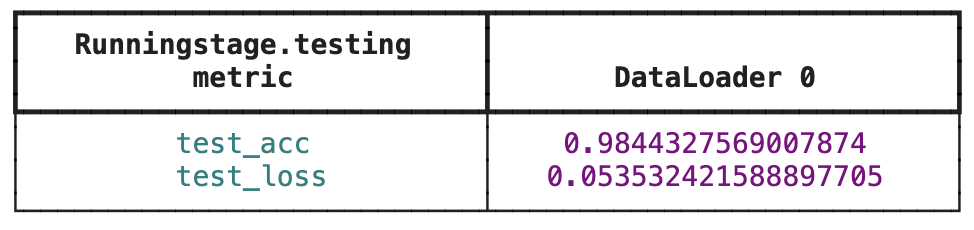 Runningstage.testing
metric DataLoader 0
test_acc 0.9844327569007874
test_loss 0.053532421588897705